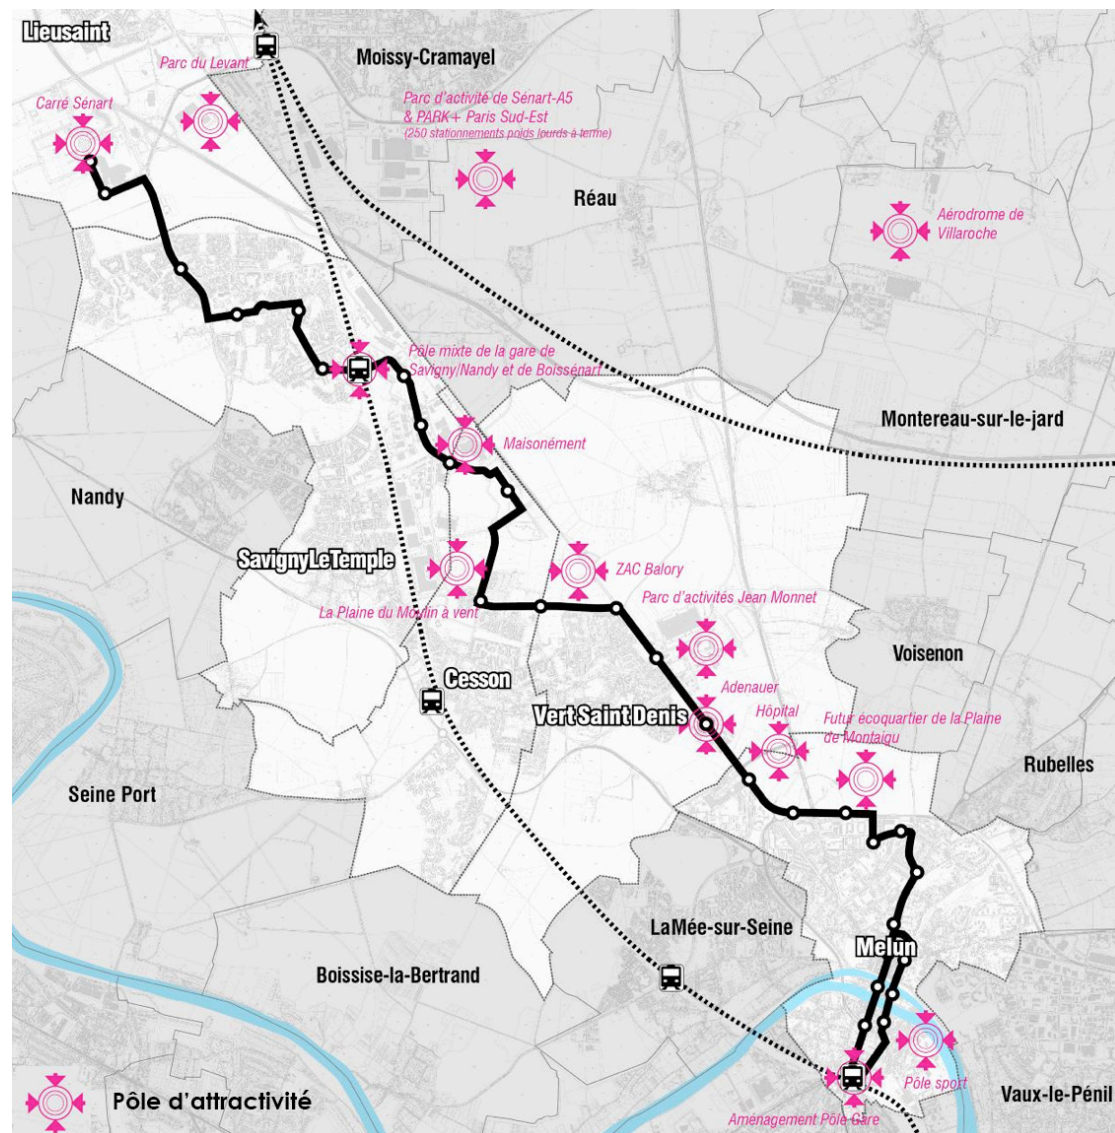 Lieusaint
Parc du Levant
Moissy-Cramayel
Carré Sénart
Parc d'activité de Sénart-A5
& PARK+ Paris Sud-Est
(250 stationnements poids lourds à terme)
Réau
Aérodrome de
Villaroche
Pôle mixte de la gare de
Savigny/Nandy et de Boissénart
Montereau-sur-le-jard
Maisonément
Nandy
SavignyLeTemple
ZAC Balory
La Plaine du Moulin à vent
Parc d'activités Jean Monnet
Voisenon
Cesson
Adenauer
Vert Saint Denis
Hôpital
Futur écoquartier de la Plaine
de Montaigu
Rubelles
Seine Port
LaMée-sur-Seine
Melun
Boissise-la-Bertrand
Pôle sport
Vaux-le-Pénil
Pôle d'attractivité
Aménagement Pôle Gare